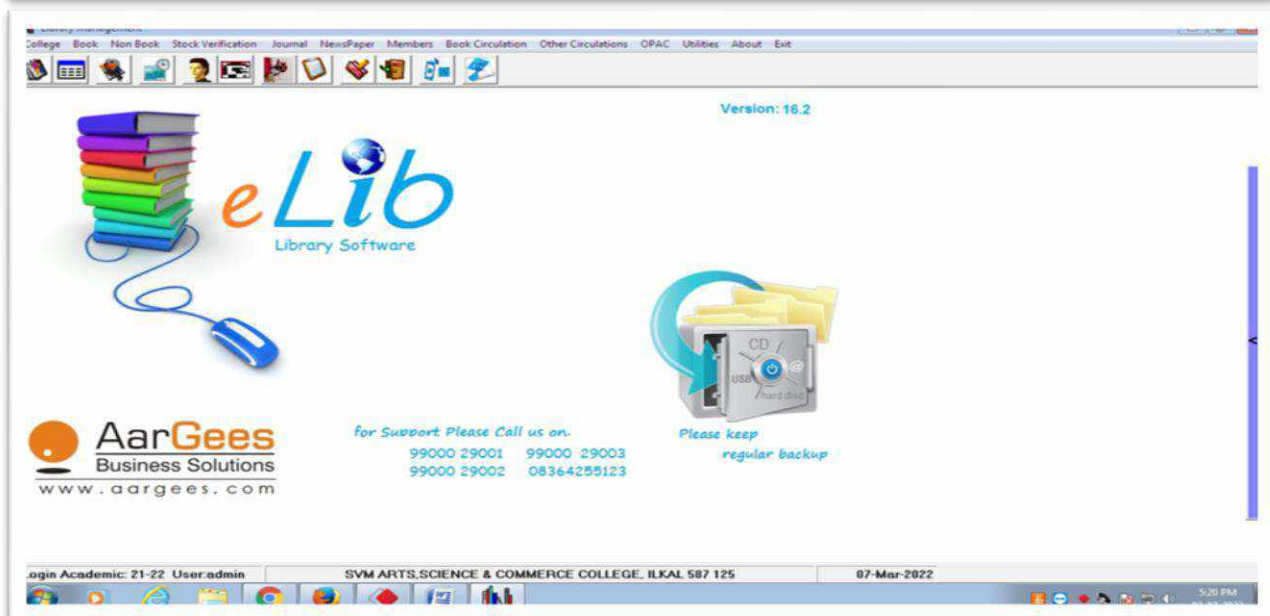 Library Management
College Book Non Book Stock Verification Journal NewsPaper Members Book Circulation Other Circulations OPAC Utilities About Exit
Version: 16.2
eLib
Library Software
CD
USB
@
hard disc
AarGees
Business Solutions
www.aargees.com
for Support Please Call us on.
99000 29001 99000 29003
99000 29002 08364255123
Please keep
regular backup
<
ogin Academic: 21-22 User:admin SVM ARTS,SCIENCE & COMMERCE COLLEGE, ILKAL 587 125 07-Mar-2022
5:20 PM